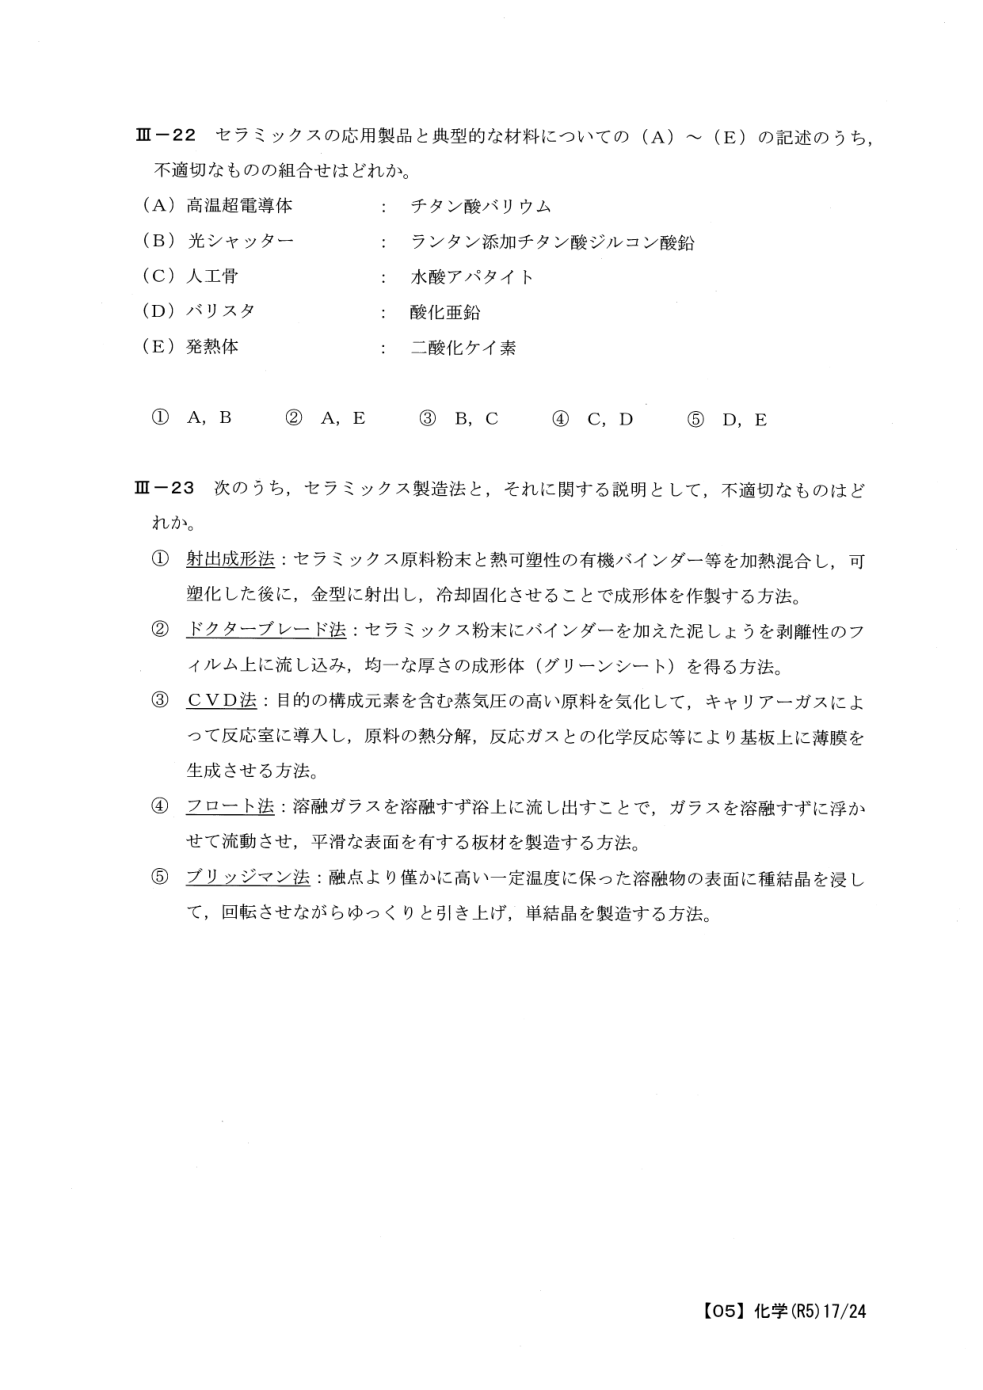 Ⅲ－22　セラミックスの応用製品と典型的な材料についての（A）～（E）の記述のうち，
不適切なものの組合せはどれか。
（A）高温超電導体　：　チタン酸バリウム
（B）光シャッター　：　ランタン添加チタン酸ジルコン酸鉛
（C）人工骨　：　水酸アパタイト
（D）バリスタ　：　酸化亜鉛
（E）発熱体　：　二酸化ケイ素
①　A，B　②　A，E　③　B，C　④　C，D　⑤　D，E
Ⅲ－23　次のうち，セラミックス製造法と，それに関する説明として，不適切なものはど
れか。
①　射出成形法：セラミックス原料粉末と熱可塑性の有機バインダー等を加熱混合し，可
塑化した後に，金型に射出し，冷却固化させることで成形体を作製する方法。
②　ドクターブレード法：セラミックス粉末にバインダーを加えた泥しょうを剥離性のフ
ィルム上に流し込み，均一な厚さの成形体（グリーンシート）を得る方法。
③　ＣＶＤ法：目的の構成元素を含む蒸気圧の高い原料を気化して，キャリアーガスによ
って反応室に導入し，原料の熱分解，反応ガスとの化学反応等により基板上に薄膜を
生成させる方法。
④　フロート法：溶融ガラスを溶融すず浴上に流し出すことで，ガラスを溶融すずに浮か
せて流動させ，平滑な表面を有する板材を製造する方法。
⑤　ブリッジマン法：融点より僅かに高い一定温度に保った溶融物の表面に種結晶を浸し
て，回転させながらゆっくりと引き上げ，単結晶を製造する方法。
【05】化学(R5)17/24